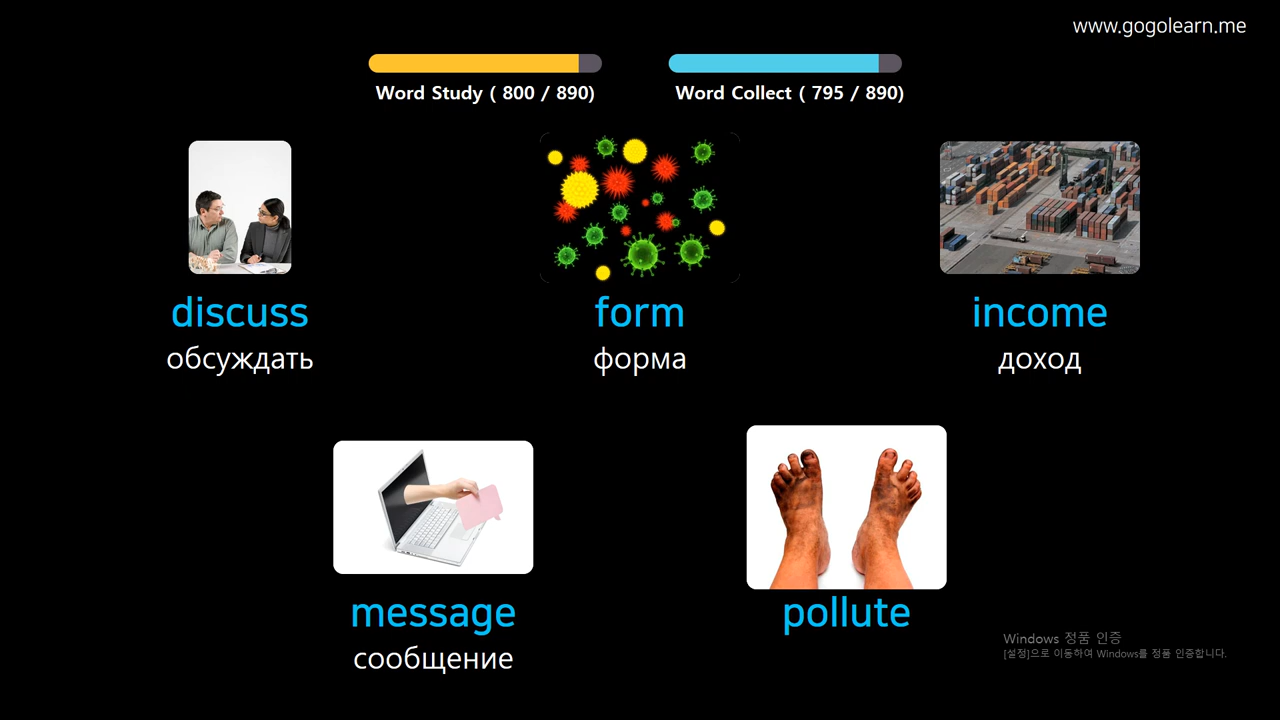 www.gogolearn.me
Word Study ( 800 / 890)
Word Collect ( 795 / 890)
discuss
обсуждать
form
форма
income
доход
message
сообщение
pollute
Windows 정품 인증
[설정]으로 이동하여 Windows를 정품 인증합니다.